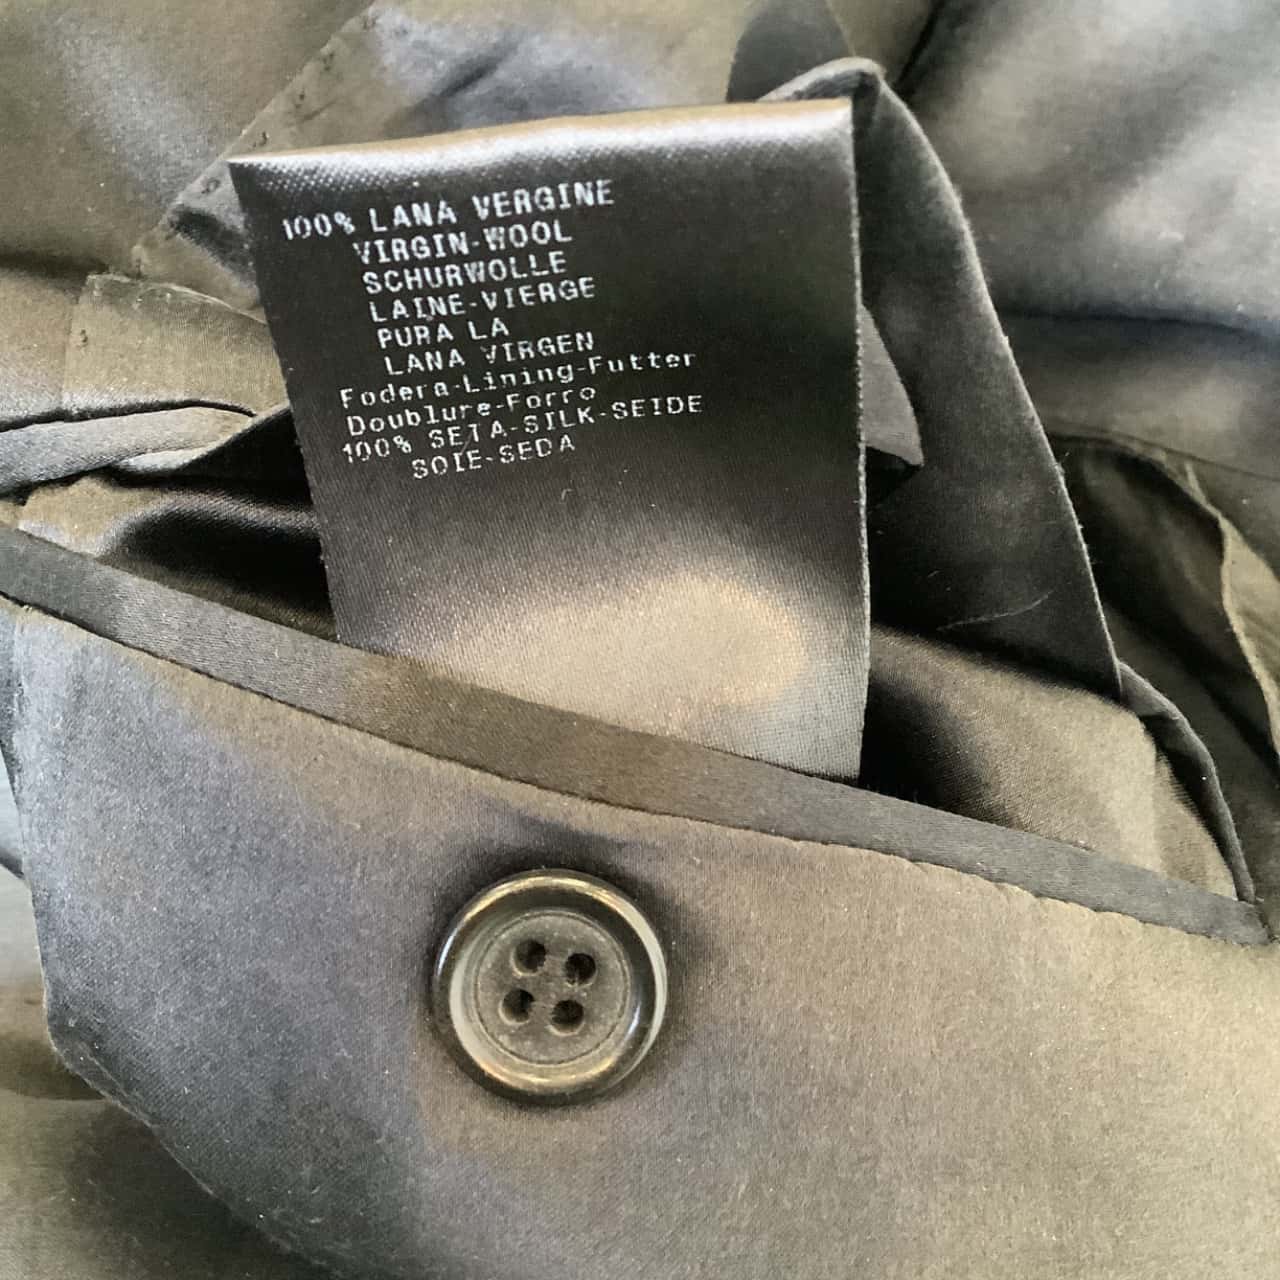 100% LANA VERGINE
VIRGIN-WOOL
SCHURWOLLE
LAINE-VIERGE
PURA LA
LANA VIRGEN
Fodera-Lining-Futter
Doublure-Forro
100% SETA-SILK-SEIDE
SOIE-SEDA